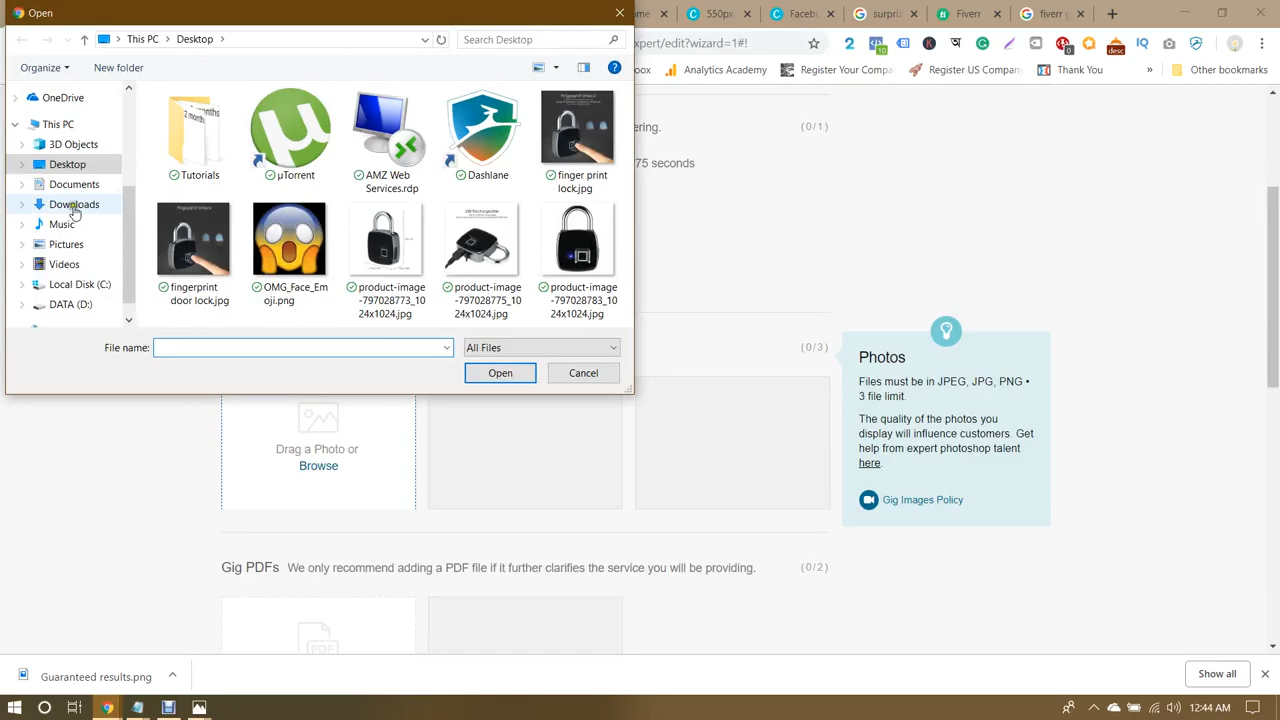 Open
550px
Faceb
surpri
Fiverr
fiverr g
This PC
Desktop
Search Desktop
expert/edit?wizard=1#!
Organize
New folder
Analytics Academy
Register Your Compa
Register US Company
Thank You
»
Other bookmarks
OneDrive
This PC
3D Objects
Desktop
Documents
Downloads
Music
Pictures
Videos
Local Disk (C:)
DATA (D:)
Tutorials
µTorrent
AMZ Web
Services.rdp
Dashlane
finger print
lock.jpg
fingerprint
door lock.jpg
OMG_Face_Em
oji.png
product-image
-797028773_10
24x1024.jpg
product-image
-797028775_10
24x1024.jpg
product-image
-797028783_10
24x1024.jpg
File name:
All Files
Open
Cancel
ering.
(0/1)
75 seconds
(0/3)
Drag a Photo or
Browse
Photos
Files must be in JPEG, JPG, PNG •
3 file limit.
The quality of the photos you
display will influence customers. Get
help from expert photoshop talent
here.
Gig Images Policy
Gig PDFs We only recommend adding a PDF file if it further clarifies the service you will be providing.
(0/2)
PDF
Guaranteed results.png
Show all
12:44 AM